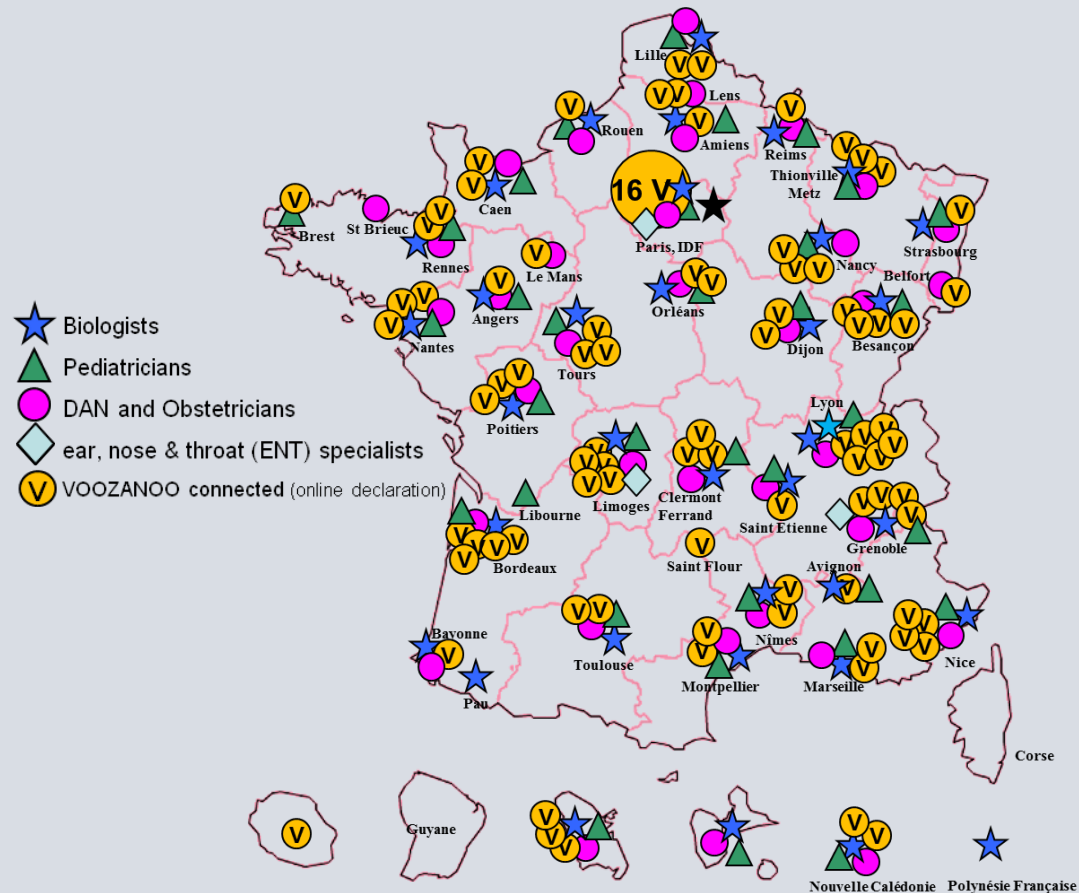 Lille
V V
V V Lens
V
Rouen
V
Amiens
V
Reims
V
V
V
Thionville
Metz
16 V
Paris, IDF
V
V
Caen
V
Brest
St Brieuc
V
V
Rennes
V
Le Mans
V
Strasbourg
V
V V
Nancy
Belfort
V
V
V
Orléans
V
Angers
V V
V
Nantes
V
V
Dijon
V
V V V
Besançon
V
V V
Tours
V
V
V
Poitiers
Biologists
Pediatricians
DAN and Obstetricians
ear, nose & throat (ENT) specialists
V VOOZANOO connected (online declaration)
Lyon
V V V
V
V V
V
V V
V V
Limoges
V
V V
Clermont
Ferrand
V
Saint Etienne
Libourne
V V V
V
Grenoble
V V V
V V
Bordeaux
V
Saint Flour
Avignon
V
V
V
Nîmes
V V
Toulouse
V
V
Montpellier
V
V
Marseille
V
V
V
V
Nice
Bayonne
V
Pau
Corse
V
Guyane
V
V
V
V
V
Nouvelle Calédonie
Polynésie Française